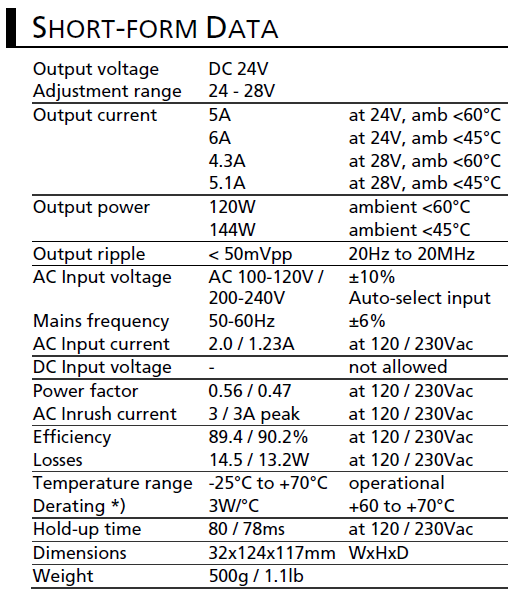 SHORT-FORM DATA
Output voltage DC 24V
Adjustment range 24 - 28V
Output current 5A at 24V, amb <60°C
6A at 24V, amb <45°C
4.3A at 28V, amb <60°C
5.1A at 28V, amb <45°C
Output power 120W ambient <60°C
144W ambient <45°C
Output ripple < 50mVpp 20Hz to 20MHz
AC Input voltage AC 100-120V / ±10%
200-240V Auto-select input
Mains frequency 50-60Hz ±6%
AC Input current 2.0 / 1.23A at 120 / 230Vac
DC Input voltage - not allowed
Power factor 0.56 / 0.47 at 120 / 230Vac
AC Inrush current 3 / 3A peak at 120 / 230Vac
Efficiency 89.4 / 90.2% at 120 / 230Vac
Losses 14.5 / 13.2W at 120 / 230Vac
Temperature range -25°C to +70°C operational
Derating *) 3W/°C +60 to +70°C
Hold-up time 80 / 78ms at 120 / 230Vac
Dimensions 32x124x117mm WxHxD
Weight 500g / 1.1lb